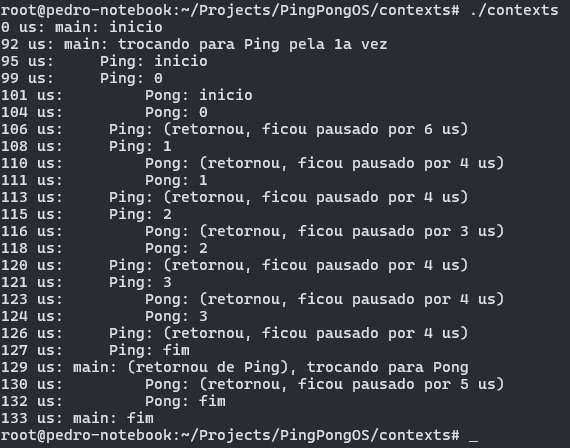 root@pedro-notebook:~/Projects/PingPongOS/contexts# ./contexts
0 us: main: inicio
92 us: main: trocando para Ping pela 1a vez
95 us:     Ping: inicio
99 us:     Ping: 0
101 us:         Pong: inicio
104 us:         Pong: 0
106 us:     Ping: (retornou, ficou pausado por 6 us)
108 us:     Ping: 1
110 us:         Pong: (retornou, ficou pausado por 4 us)
111 us:         Pong: 1
113 us:     Ping: (retornou, ficou pausado por 4 us)
115 us:     Ping: 2
116 us:         Pong: (retornou, ficou pausado por 3 us)
118 us:         Pong: 2
120 us:     Ping: (retornou, ficou pausado por 4 us)
121 us:     Ping: 3
123 us:         Pong: (retornou, ficou pausado por 4 us)
124 us:         Pong: 3
126 us:     Ping: (retornou, ficou pausado por 4 us)
127 us:     Ping: fim
129 us: main: (retornou de Ping), trocando para Pong
130 us:         Pong: (retornou, ficou pausado por 5 us)
132 us:         Pong: fim
133 us: main: fim
root@pedro-notebook:~/Projects/PingPongOS/contexts# _